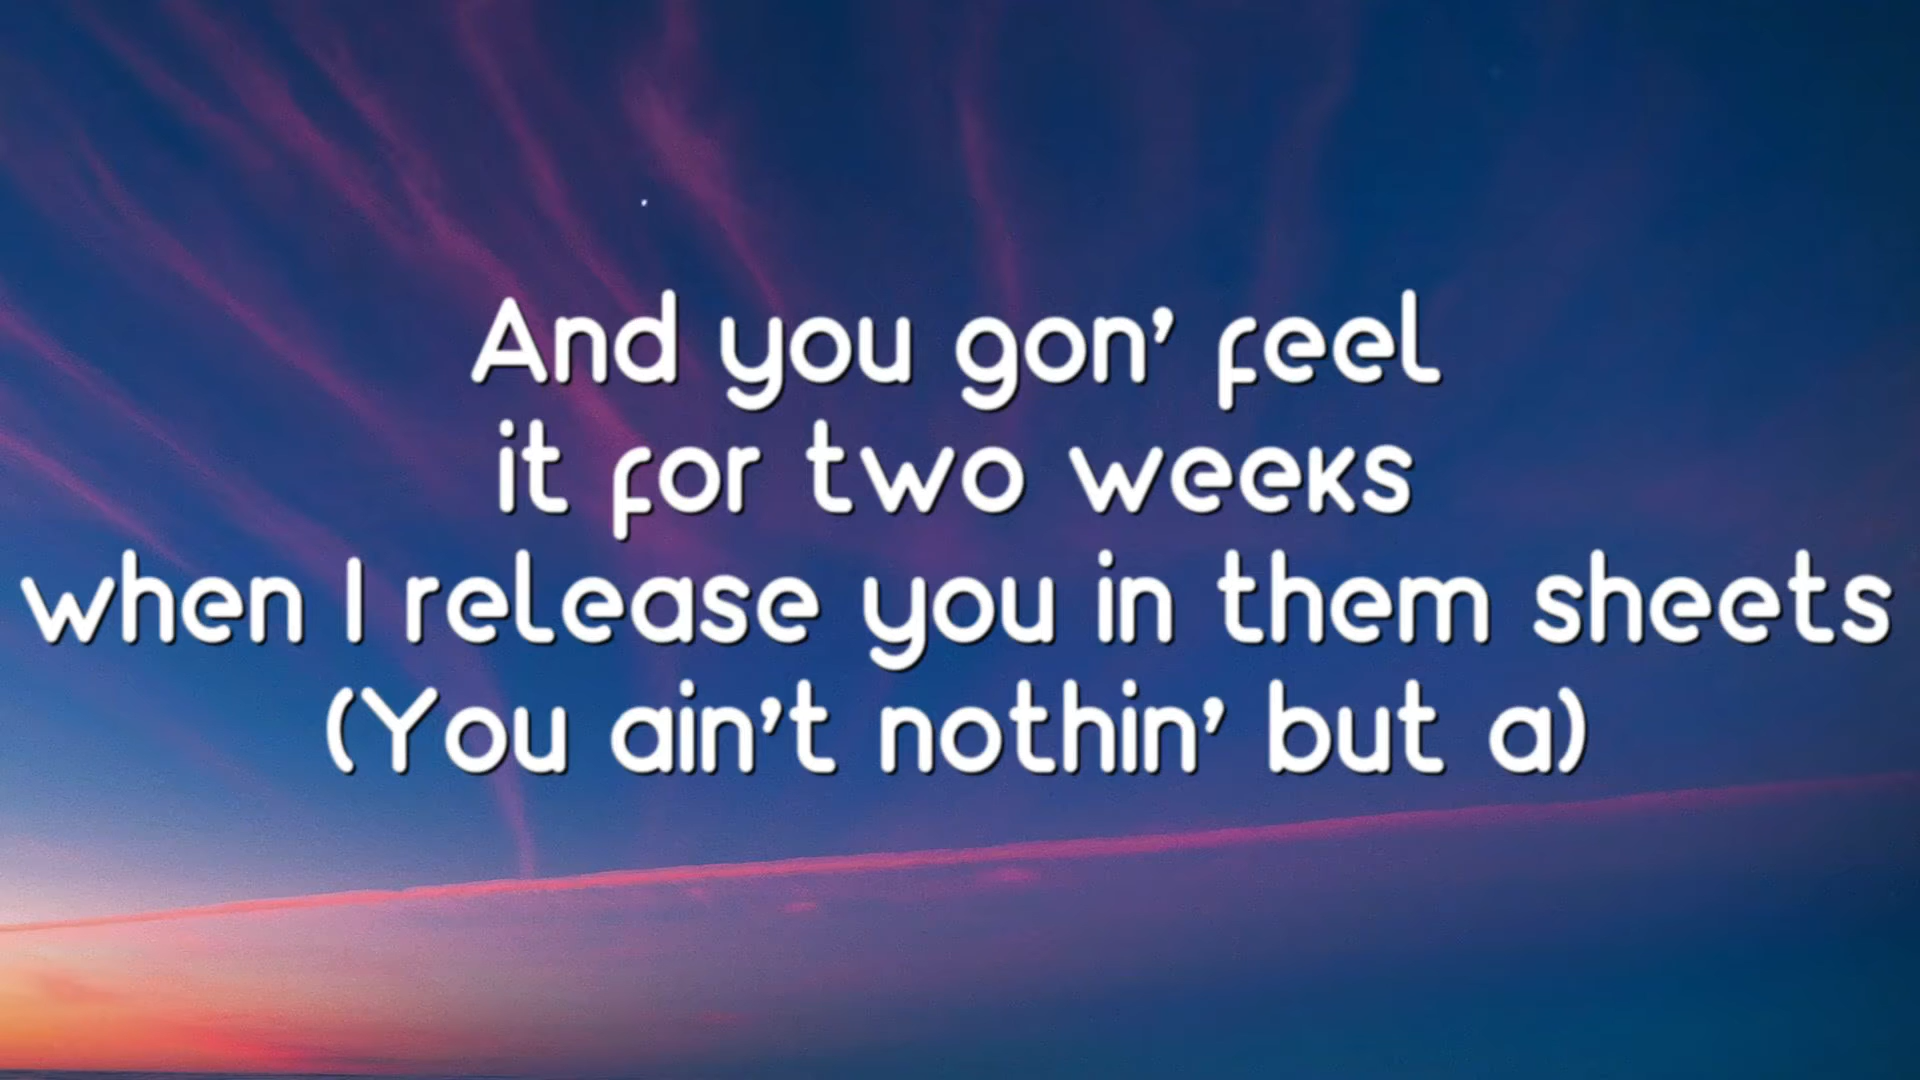 And you gon' feel
it for two weeks
when I release you in them sheets
(You ain't nothin' but a)